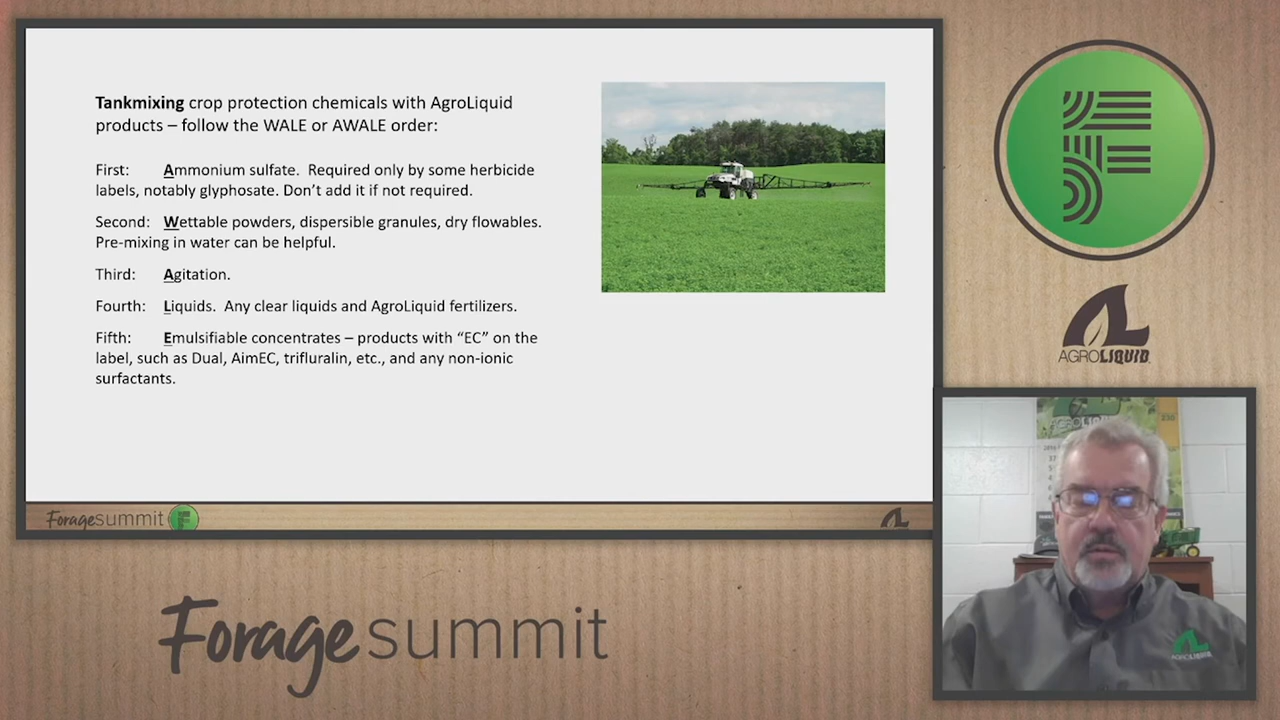 Tankmixing crop protection chemicals with AgroLiquid
products – follow the WALE or AWALE order:
First: Ammonium sulfate. Required only by some herbicide
labels, notably glyphosate. Don't add it if not required.
Second: Wettable powders, dispersible granules, dry flowables.
Pre-mixing in water can be helpful.
Third: Agitation.
Fourth: Liquids. Any clear liquids and AgroLiquid fertilizers.
Fifth: Emulsifiable concentrates – products with “EC” on the
label, such as Dual, AimEC, trifluralin, etc., and any non-ionic
surfactants.
Foragesummit F
F
AGROLIQUID
AGROLIQUID
Foragesummit